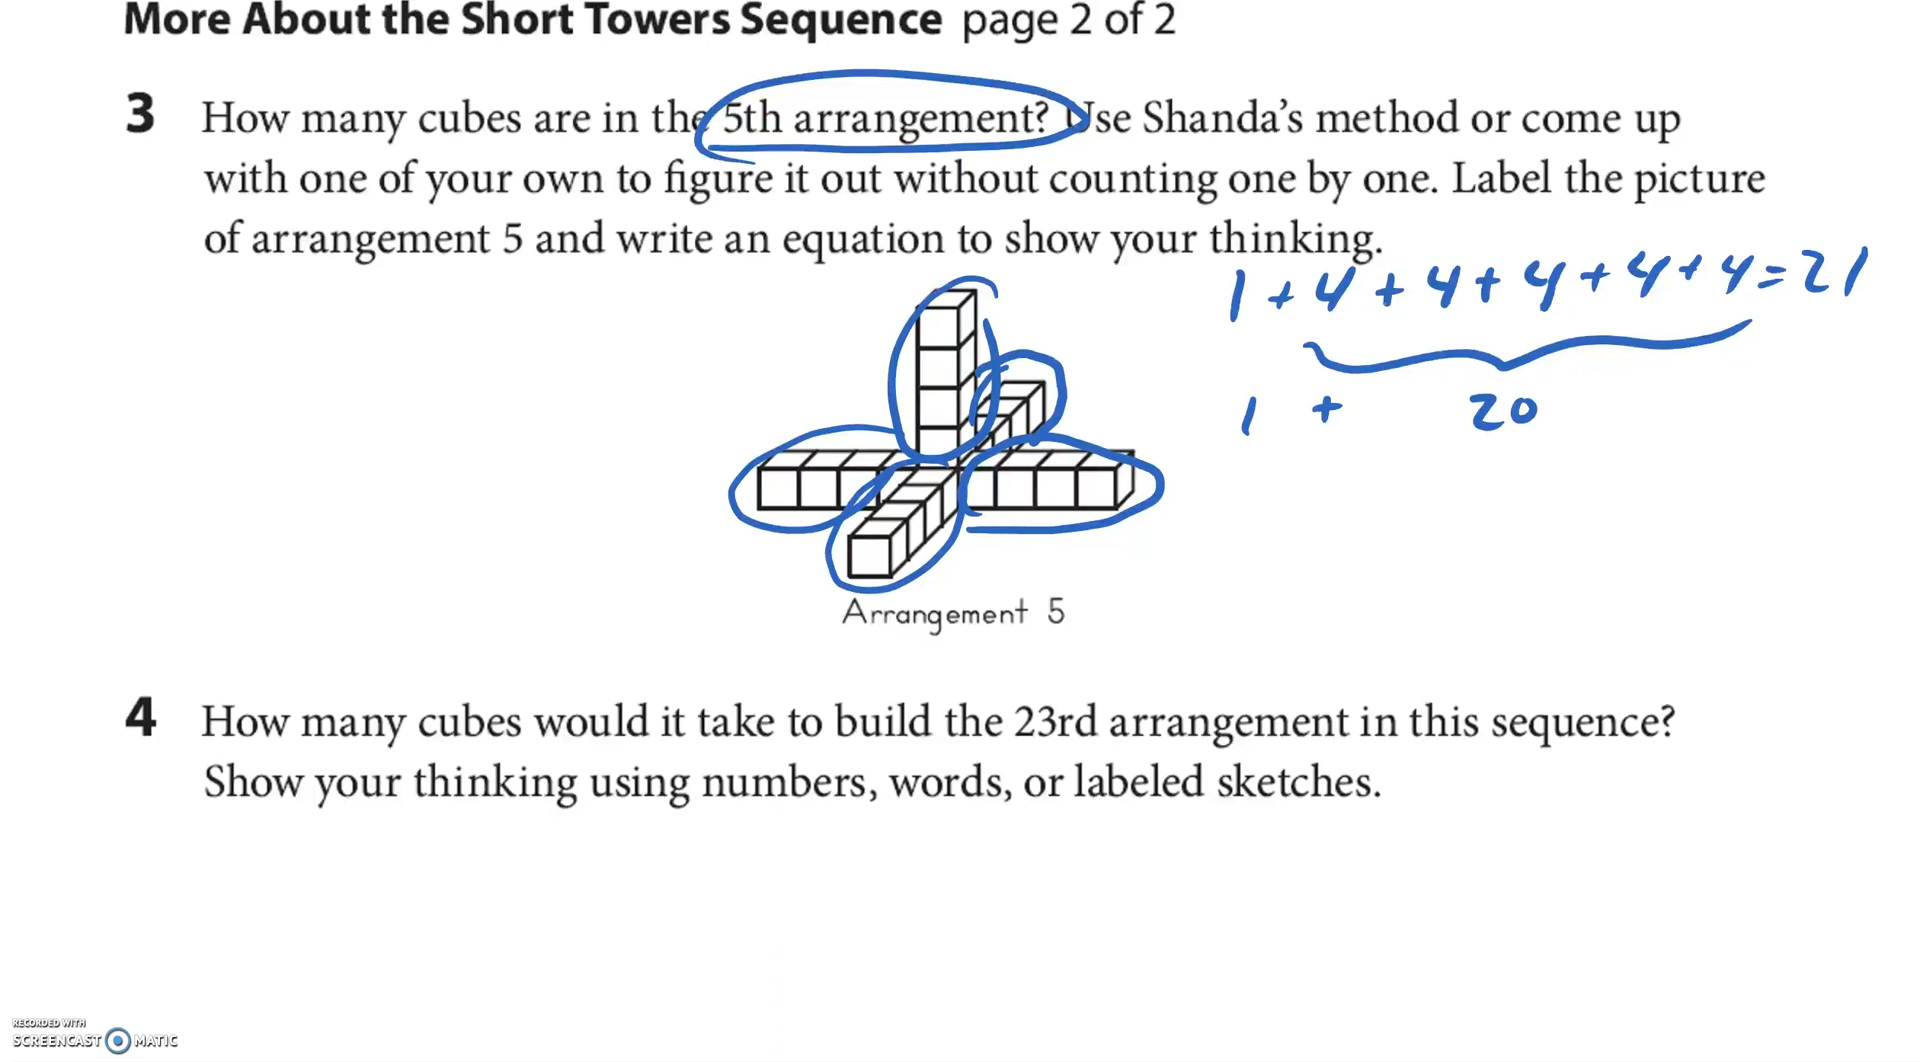 More About the Short Towers Sequence page 2 of 2
3 How many cubes are in the 5th arrangement? Use Shanda’s method or come up
with one of your own to figure it out without counting one by one. Label the picture
of arrangement 5 and write an equation to show your thinking.
1 + 4 + 4 + 4 + 4 + 4 = 21
1 + 20
Arrangement 5
4 How many cubes would it take to build the 23rd arrangement in this sequence?
Show your thinking using numbers, words, or labeled sketches.
RECORDED WITH
SCREENCAST MATIC